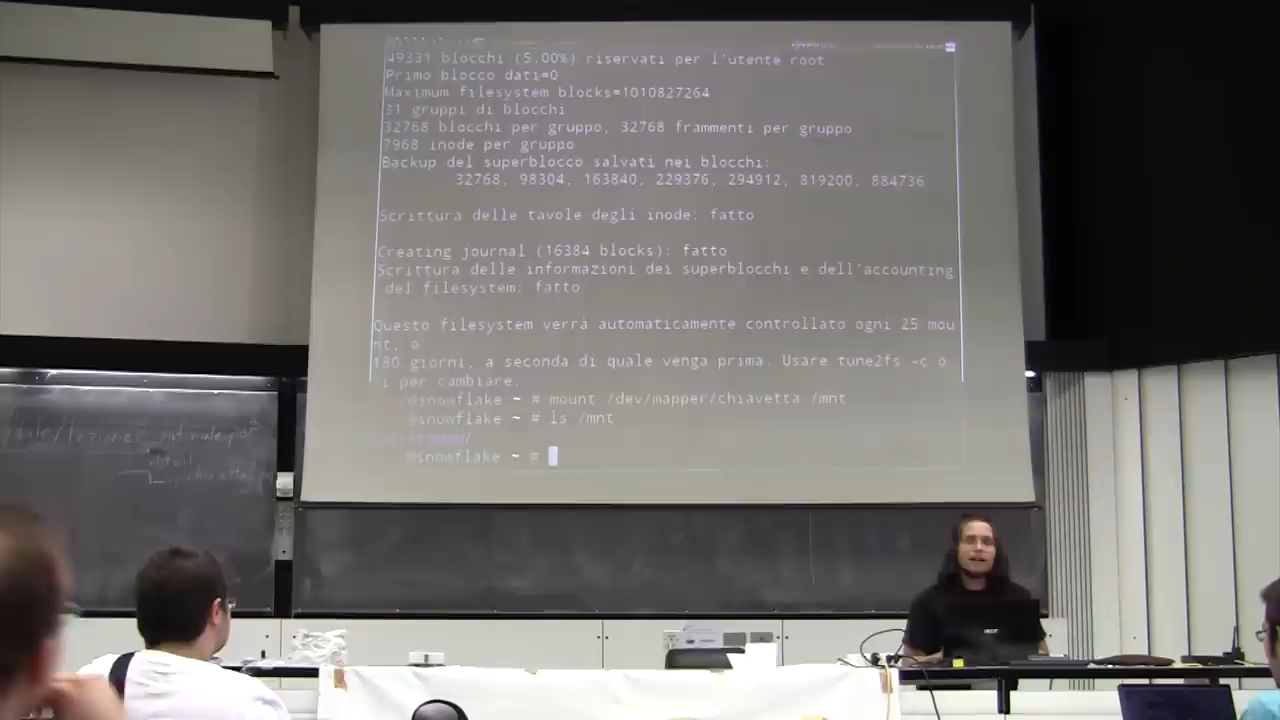 49331 blocchi (5.00%) riservati per l'utente root
Primo blocco dati=0
Maximum filesystem blocks=1010827264
31 gruppi di blocchi
32768 blocchi per gruppo, 32768 frammenti per gruppo
7968 inode per gruppo
Backup del superblocco salvati nei blocchi:
32768, 98304, 163840, 229376, 294912, 819200, 884736
Scrittura delle tavole degli inode: fatto
Creating journal (16384 blocks): fatto
Scrittura delle informazioni dei superblocchi e dell'accounting
del filesystem: fatto
Questo filesystem verrà automaticamente controllato ogni 25 mou
nt, o
180 giorni, a seconda di quale venga prima. Usare tune2fs -c o
i per cambiare.
@snowflake ~ # mount /dev/mapper/chiavetta /mnt
@snowflake ~ # ls /mnt
@snowflake ~ #
acer